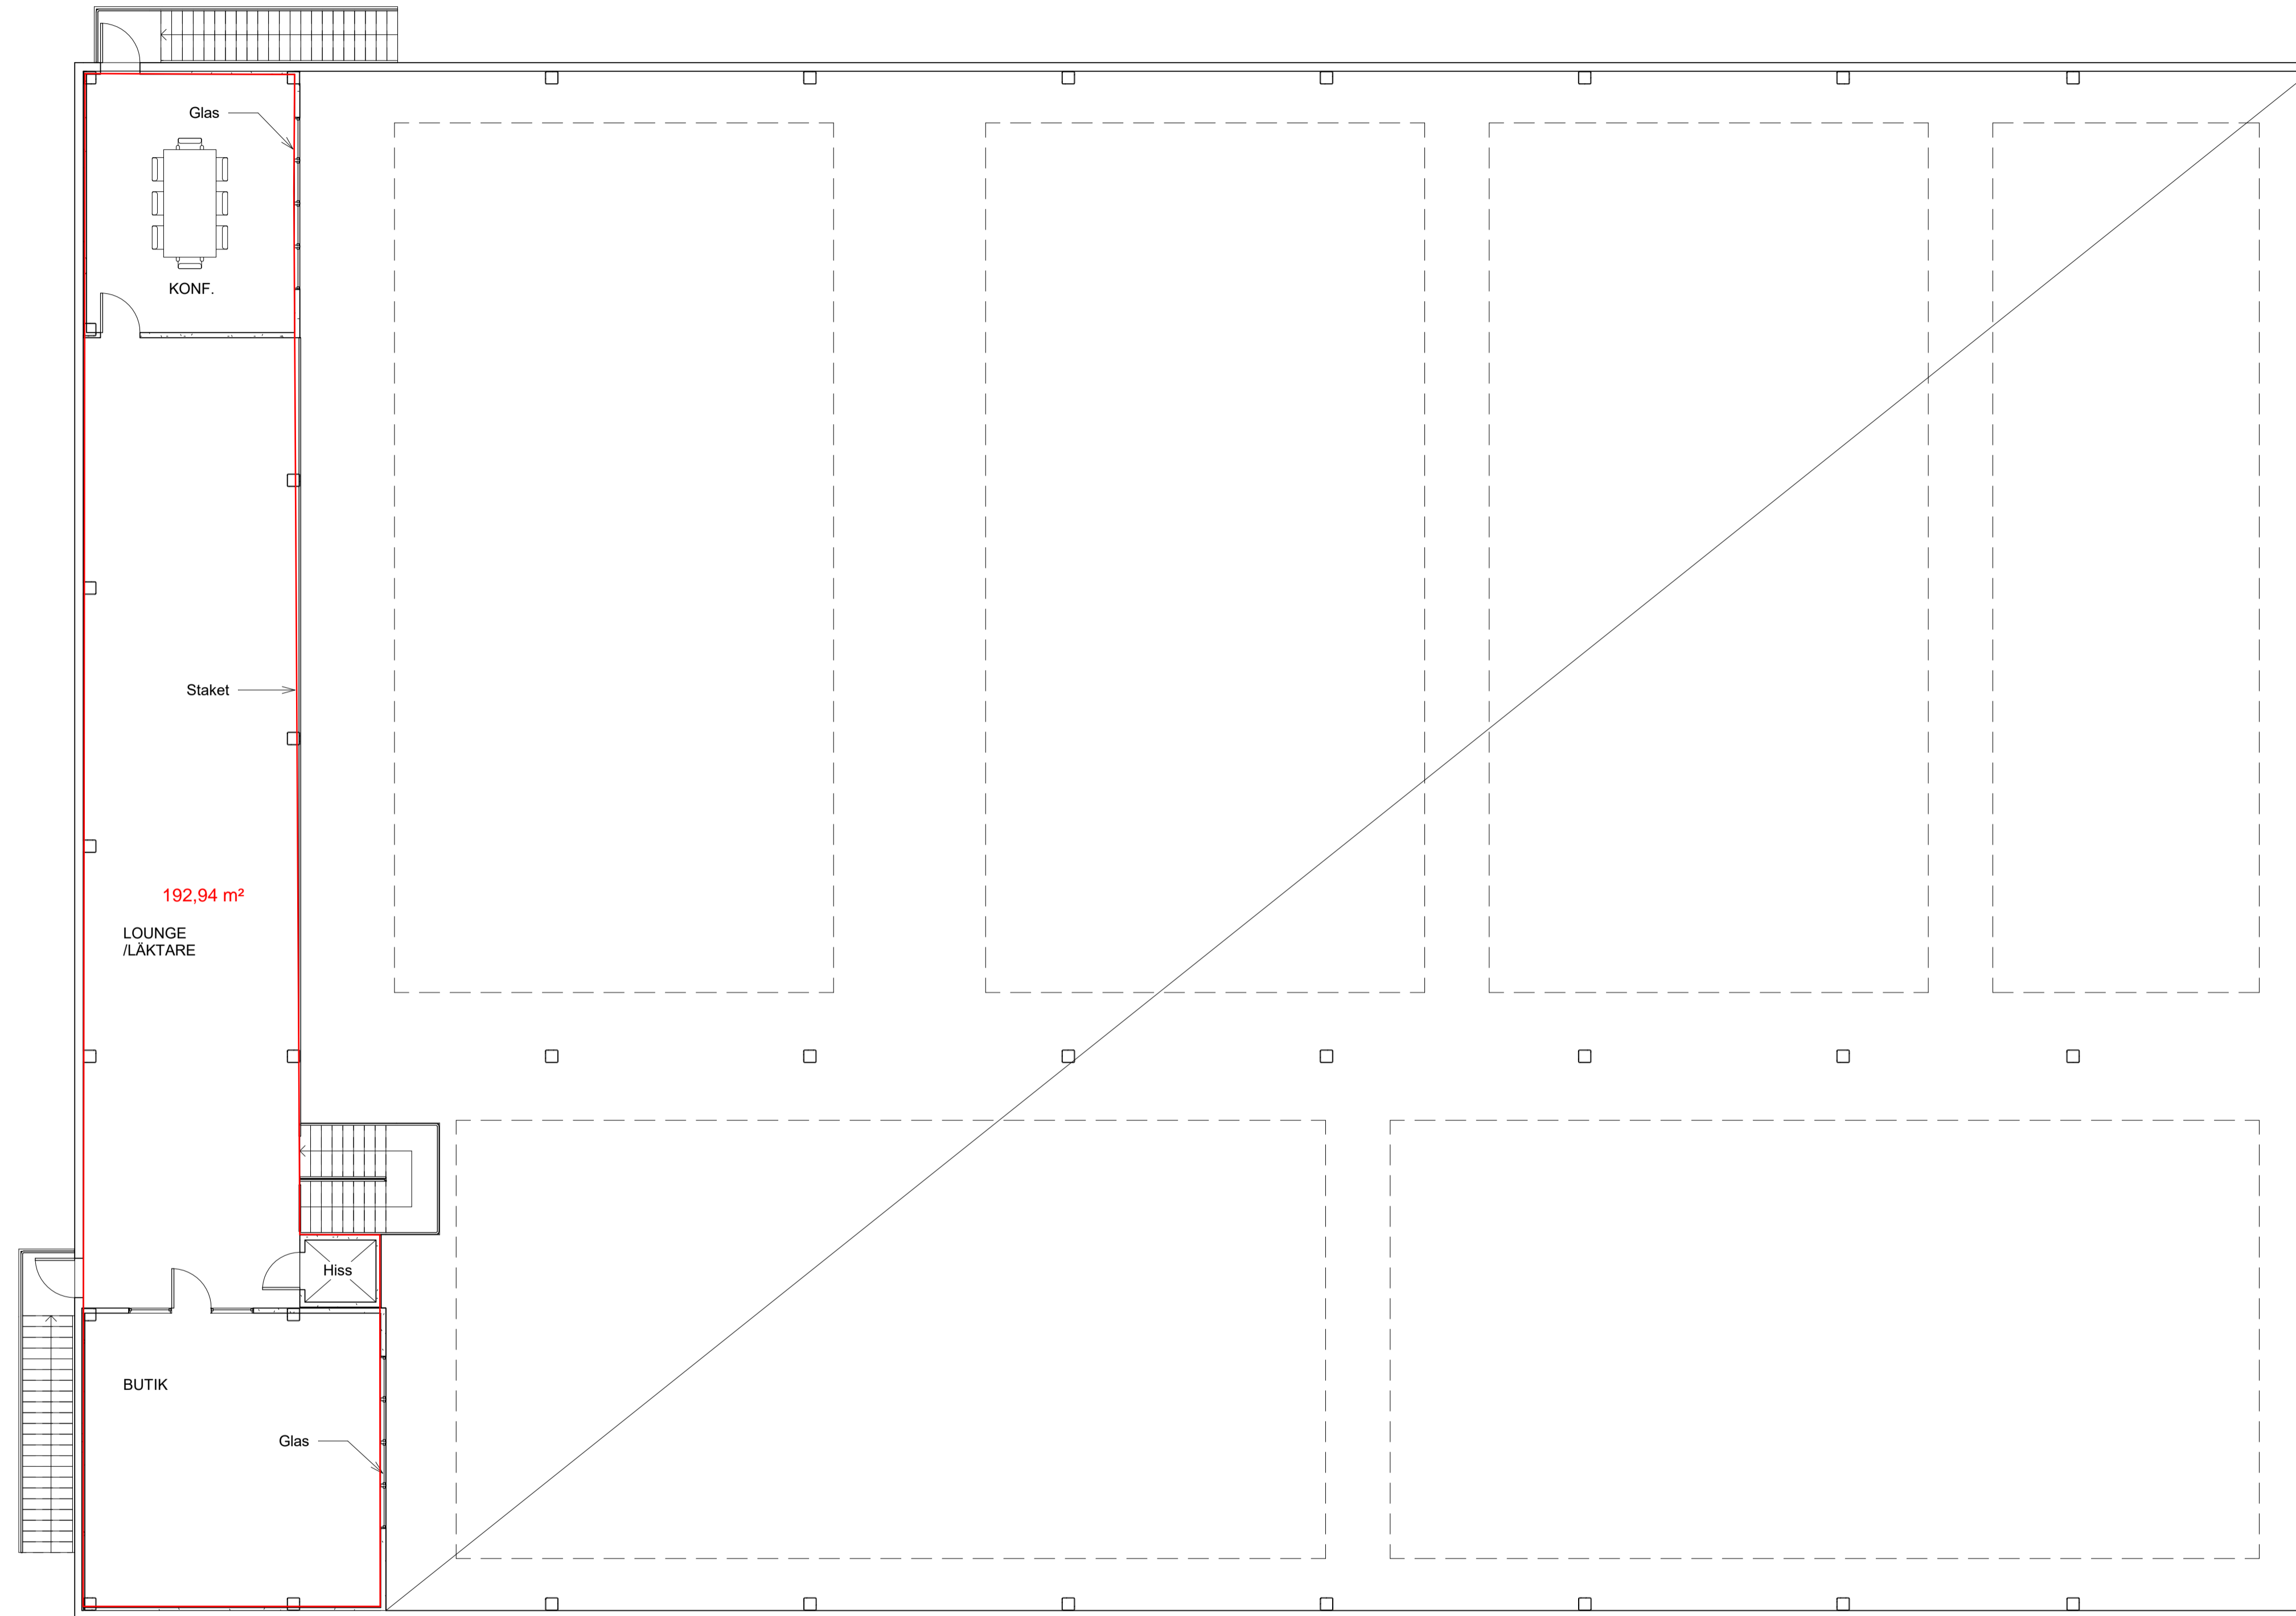 Glas
KONF.
Staket
192,94 m²
LOUNGE
/LÄKTARE
Hiss
BUTIK
Glas